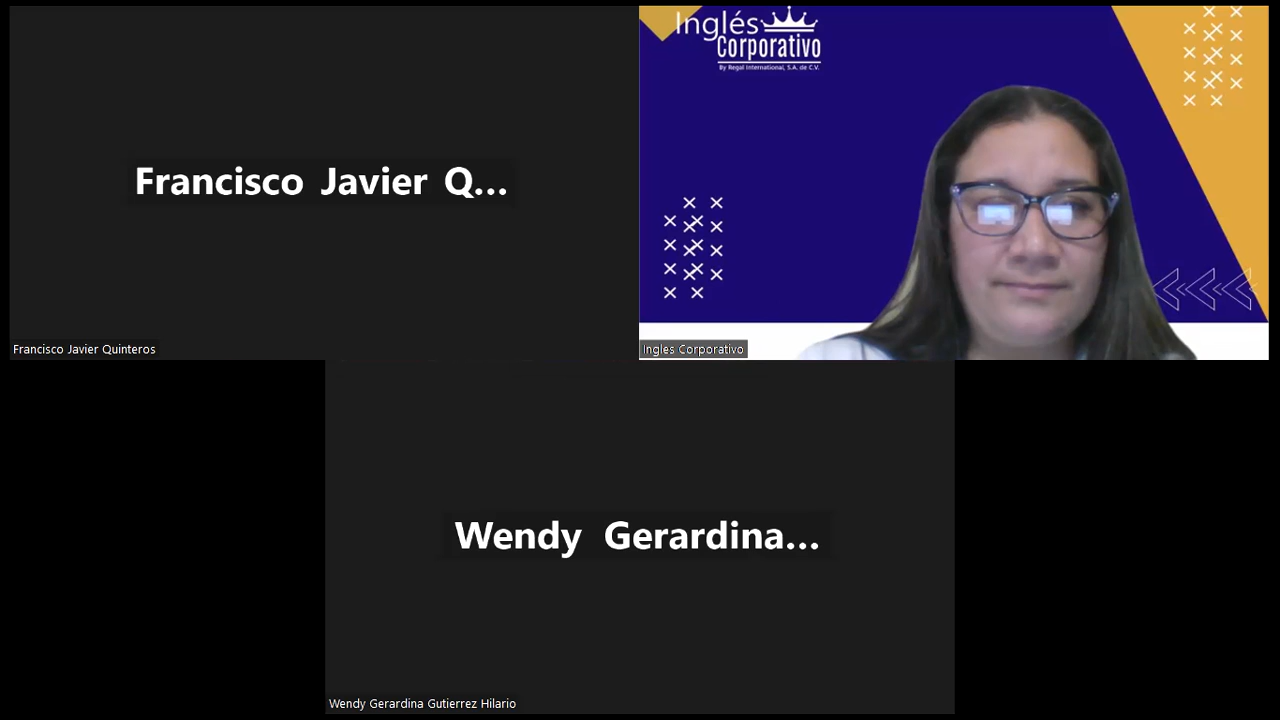 Francisco Javier Q...
Francisco Javier Quinteros
Inglés
Corporativo
By Regal International, S.A. de C.V.
Ingles Corporativo
Wendy Gerardina...
Wendy Gerardina Gutierrez Hilario